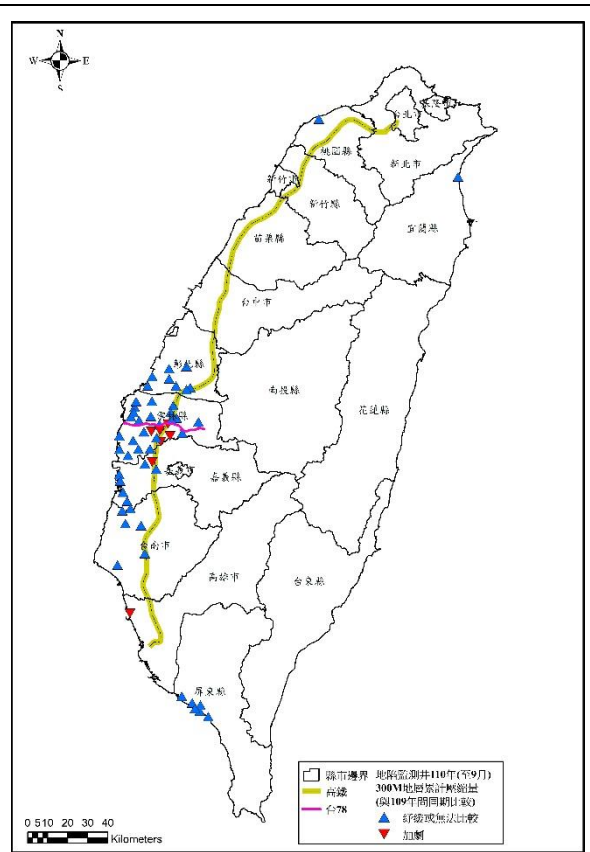 N
W
E
S
台北市
桃園縣
新北市
新竹市
新竹縣
宜蘭縣
苗栗縣
台中市
彰化縣
南投縣
花蓮縣
雲林縣
嘉義縣
台南市
高雄市
台東縣
屏東縣
縣市邊界
高鐵
台78
地陷監測井110年(至9月)
300M地層累計壓縮量
(與109年間同期比較)
紓緩或無法比較
加劇
0 5 10 20 30 40
Kilometers